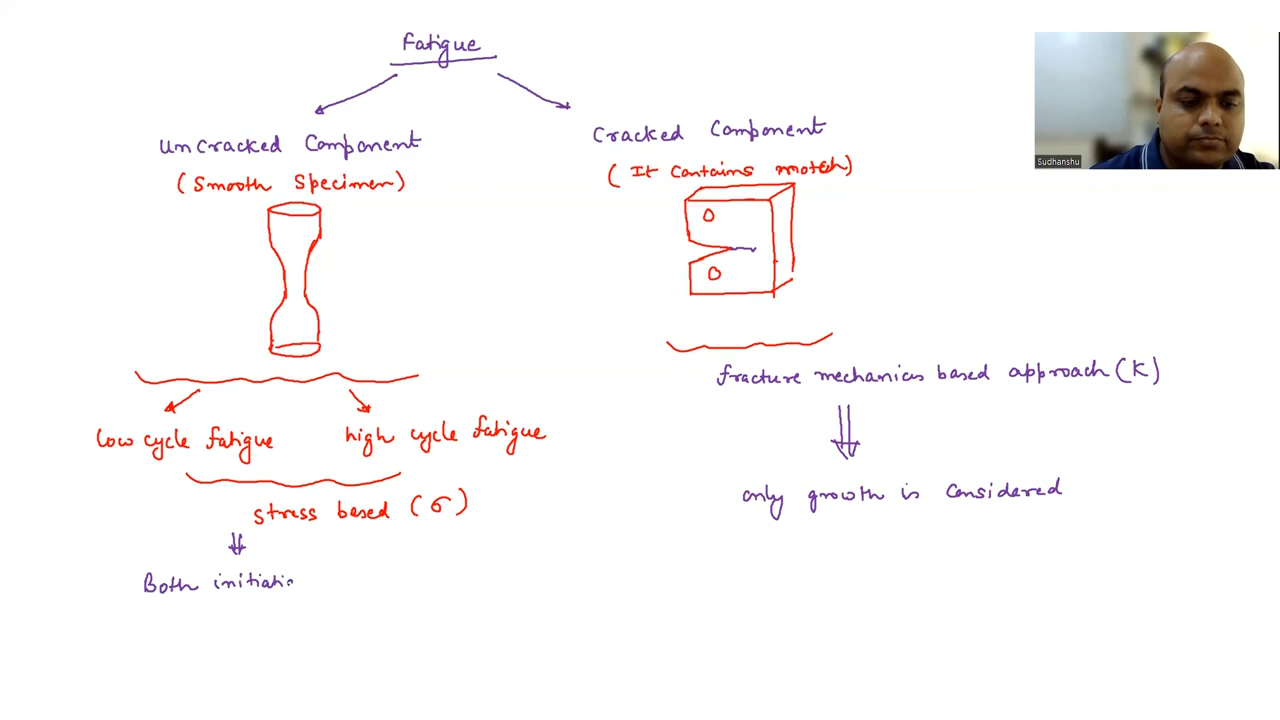 Fatigue
Uncracked Component
(Smooth Specimen)
Cracked Component
(It Contains notch)
low cycle fatigue
high cycle fatigue
stress based (σ)
Both initiatio
fracture mechanics based approach (K)
only growth is Considered
Sudhanshu